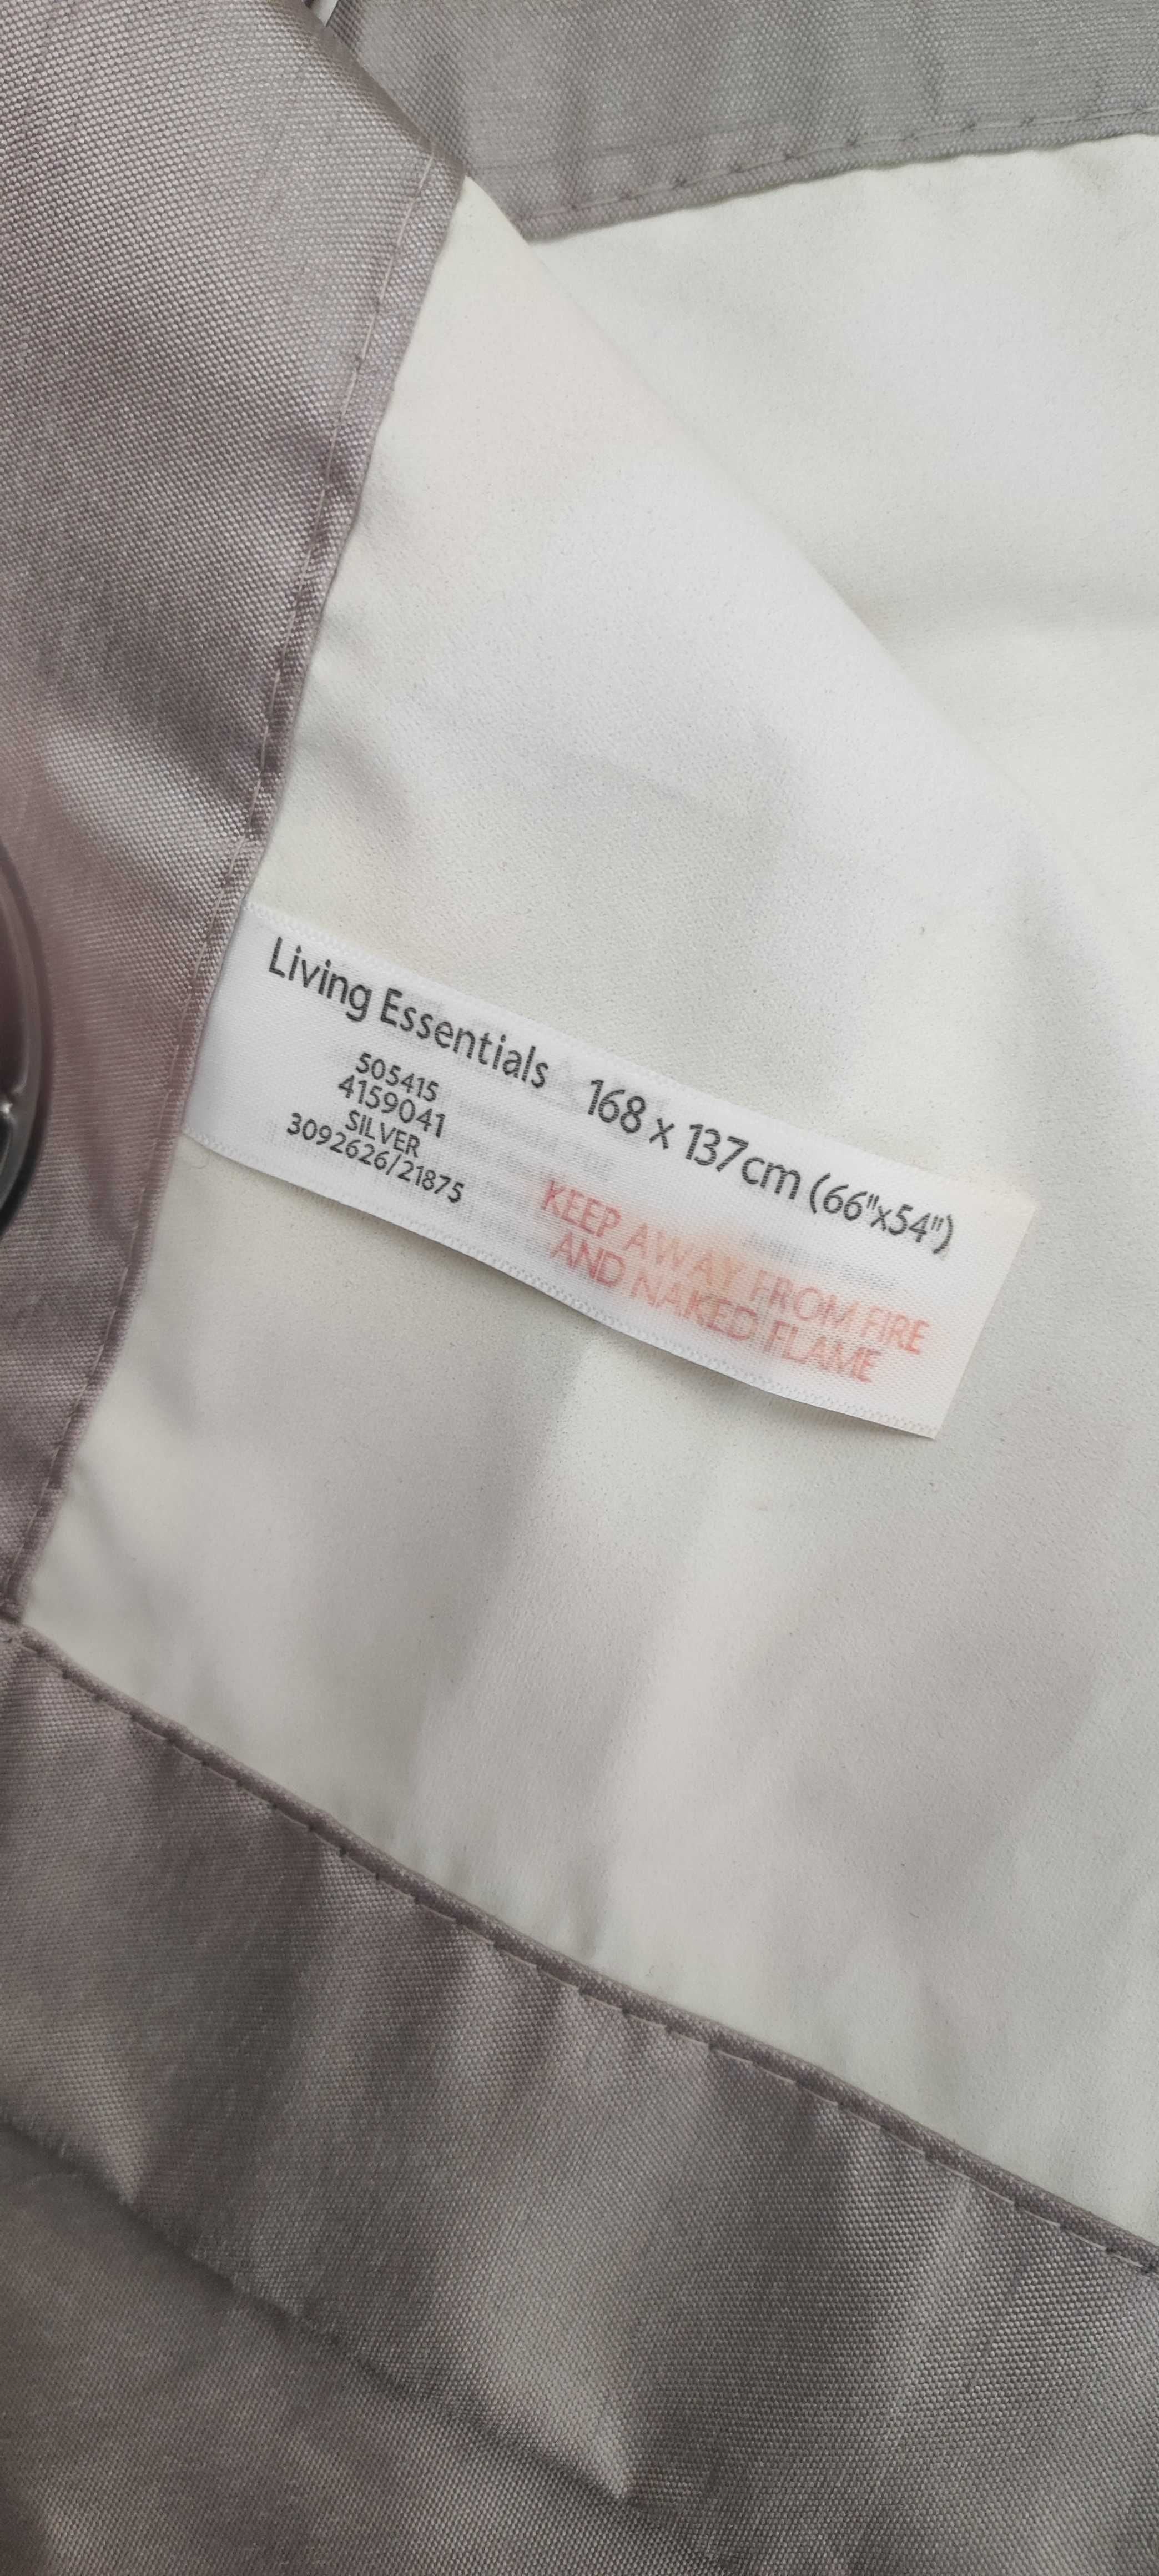 Living Essentials 168 x 137cm (66"x54")
505415
4159041
SILVER
3092626/21875
KEEP AWAY FROM FIRE
AND NAKED FLAME